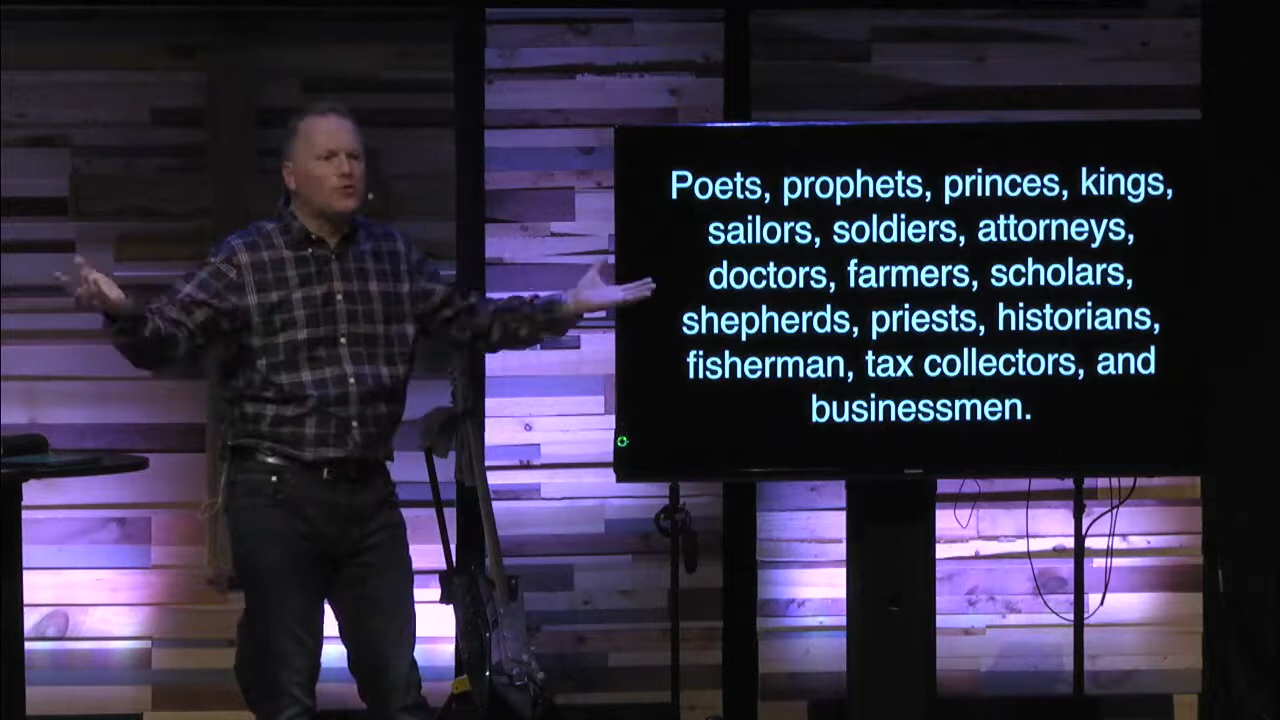 Poets, prophets, princes, kings,
sailors, soldiers, attorneys,
doctors, farmers, scholars,
shepherds, priests, historians,
fisherman, tax collectors, and
businessmen.